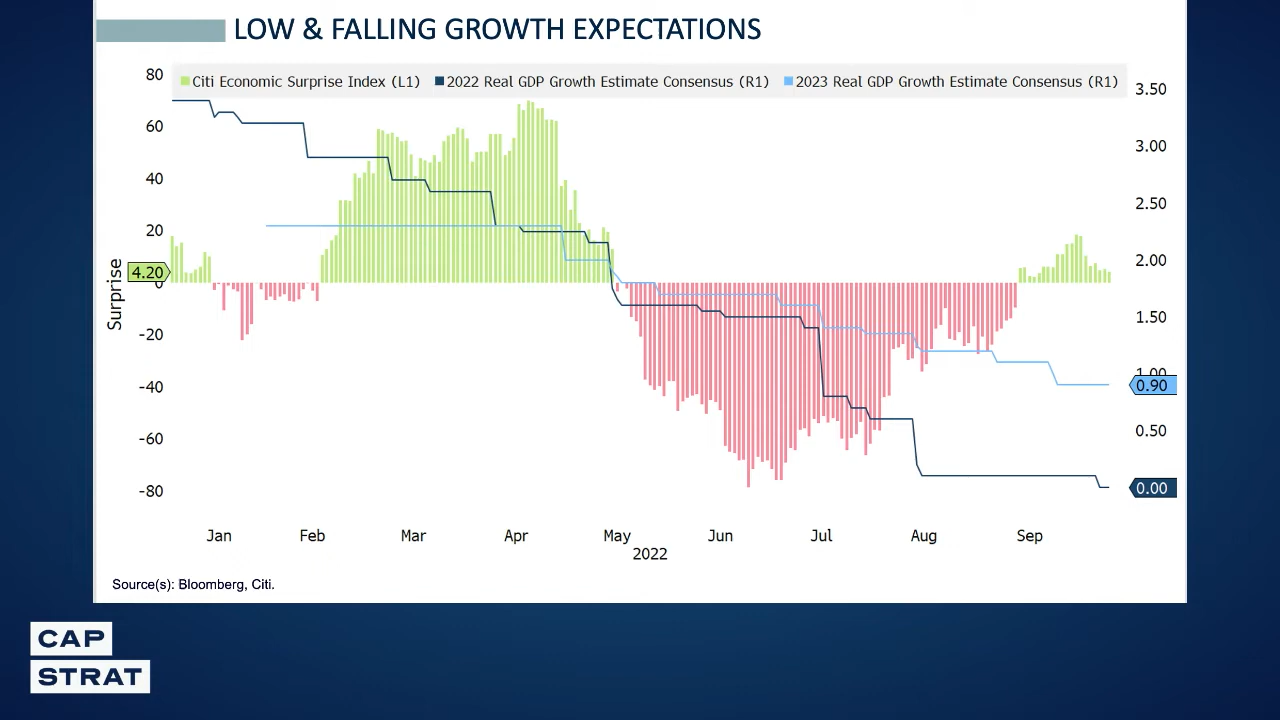 LOW & FALLING GROWTH EXPECTATIONS
Citi Economic Surprise Index (L1) 2022 Real GDP Growth Estimate Consensus (R1) 2023 Real GDP Growth Estimate Consensus (R1)
80
60
40
20
0
-20
-40
-60
-80
4.20
Surprise
3.50
3.00
2.50
2.00
1.50
1.00
0.90
0.50
0.00
Jan Feb Mar Apr May Jun Jul Aug Sep
2022
Source(s): Bloomberg, Citi.
CAP
STRAT